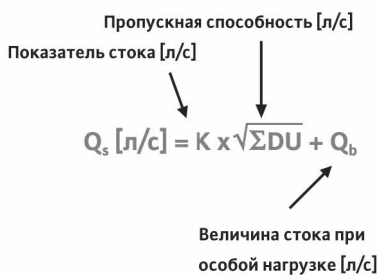 Пропускная способность [л/с]
Показатель стока [л/с]
Qs [л/с] = K x √ΣDU + Qb
Величина стока при
особой нагрузке [л/с]